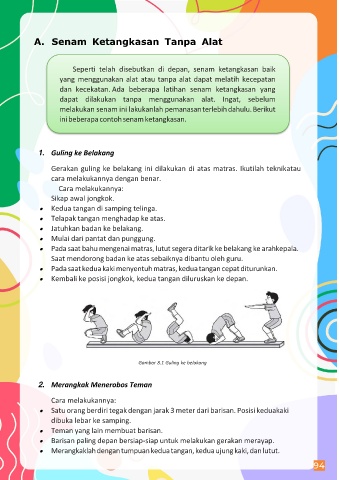 A. Senam Ketangkasan Tanpa Alat
Seperti telah disebutkan di depan, senam ketangkasan baik
yang menggunakan alat atau tanpa alat dapat melatih kecepatan
dan kecekatan. Ada beberapa latihan senam ketangkasan yang
dapat dilakukan tanpa menggunakan alat. Ingat, sebelum
melakukan senam ini lakukanlah pemanasan terlebih dahulu. Berikut
ini beberapa contoh senam ketangkasan.
1. Guling ke Belakang
Gerakan guling ke belakang ini dilakukan di atas matras. Ikutilah teknikatau
cara melakukannya dengan benar.
Cara melakukannya:
Sikap awal jongkok.
• Kedua tangan di samping telinga.
• Telapak tangan menghadap ke atas.
• Jatuhkan badan ke belakang.
• Mulai dari pantat dan punggung.
• Pada saat bahu mengenai matras, lutut segera ditarik ke belakang ke arahkepala.
Saat mendorong badan ke atas sebaiknya dibantu oleh guru.
• Pada saat kedua kaki menyentuh matras, kedua tangan cepat diturunkan.
• Kembali ke posisi jongkok, kedua tangan diluruskan ke depan.
Gambar 8.1 Guling ke belakang
2. Merangkak Menerobos Teman
Cara melakukannya:
• Satu orang berdiri tegak dengan jarak 3 meter dari barisan. Posisi keduakaki
dibuka lebar ke samping.
• Teman yang lain membuat barisan.
• Barisan paling depan bersiap-siap untuk melakukan gerakan merayap.
• Merangkaklah dengan tumpuan kedua tangan, kedua ujung kaki, dan lutut.
94